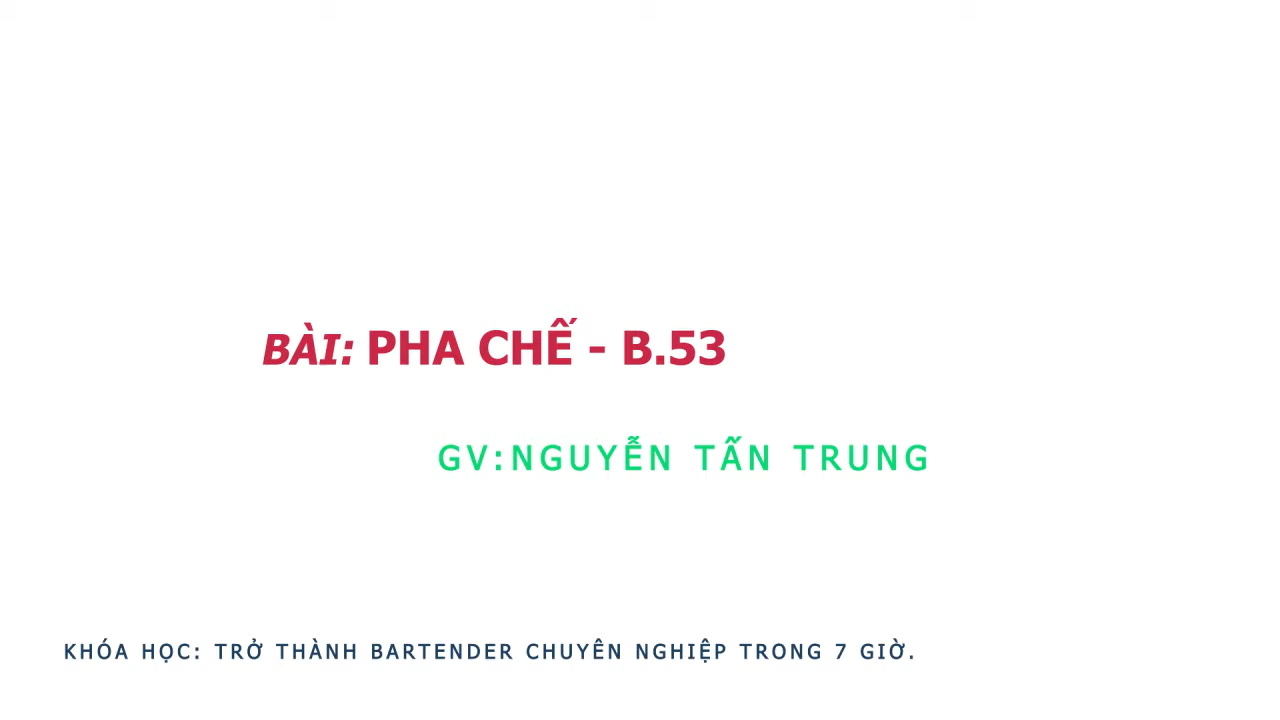 BÀI: PHA CHẾ - B.53
GV:NGUYỄN TẤN TRUNG
KHÓA HỌC: TRỞ THÀNH BARTENDER CHUYÊN NGHIỆP TRONG 7 GIỜ.